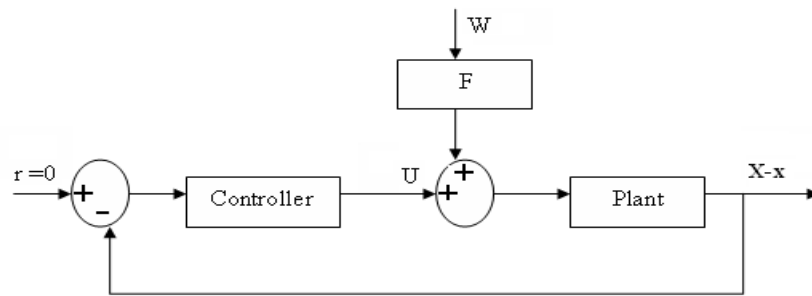 W
F
r =0
+
-
Controller
U
+
+
Plant
X-x